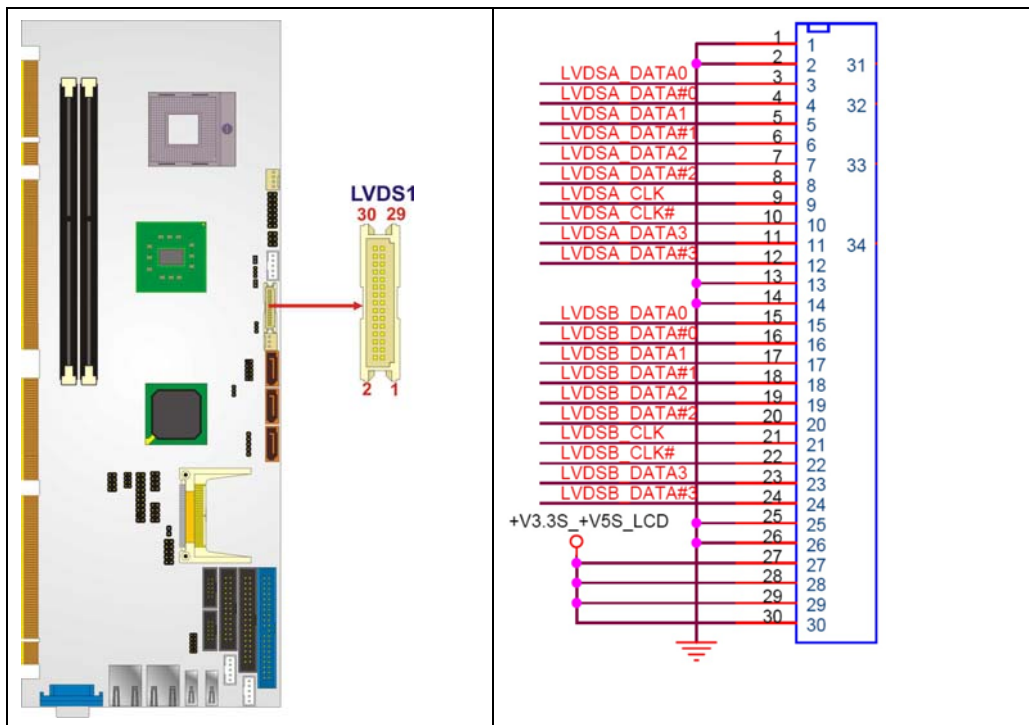 LVDS1
30 29
2 1
1 1
2 2 31
LVDSA_DATA0 3 3
LVDSA_DATA#0 4 4 32
LVDSA_DATA1 5 5
LVDSA_DATA#1 6 6
LVDSA_DATA2 7 7 33
LVDSA_DATA#2 8 8
LVDSA_CLK 9 9
LVDSA_CLK# 10 10
LVDSA_DATA3 11 11 34
LVDSA_DATA#3 12 12
13 13
14 14
LVDSB_DATA0 15 15
LVDSB_DATA#0 16 16
LVDSB_DATA1 17 17
LVDSB_DATA#1 18 18
LVDSB_DATA2 19 19
LVDSB_DATA#2 20 20
LVDSB_CLK 21 21
LVDSB_CLK# 22 22
LVDSB_DATA3 23 23
LVDSB_DATA#3 24 24
25 25
+V3.3S_+V5S_LCD 26 26
27 27
28 28
29 29
30 30